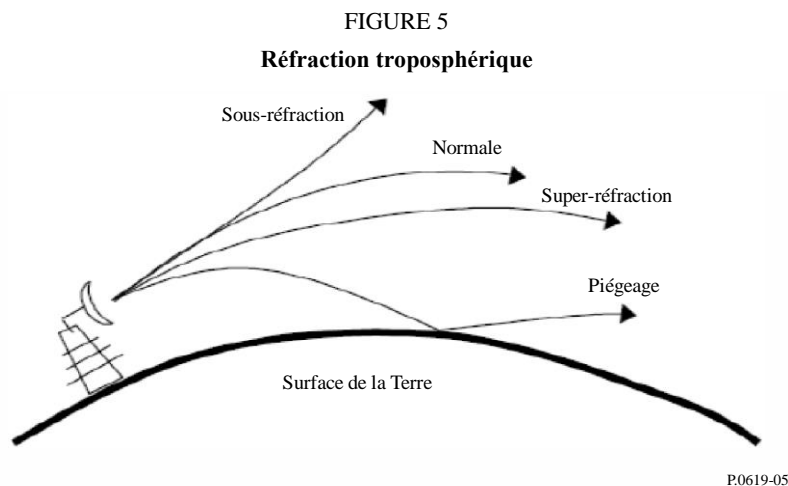 FIGURE 5
Réfraction troposphérique
Sous-réfraction
Normale
Super-réfraction
Piégeage
Surface de la Terre
P.0619-05